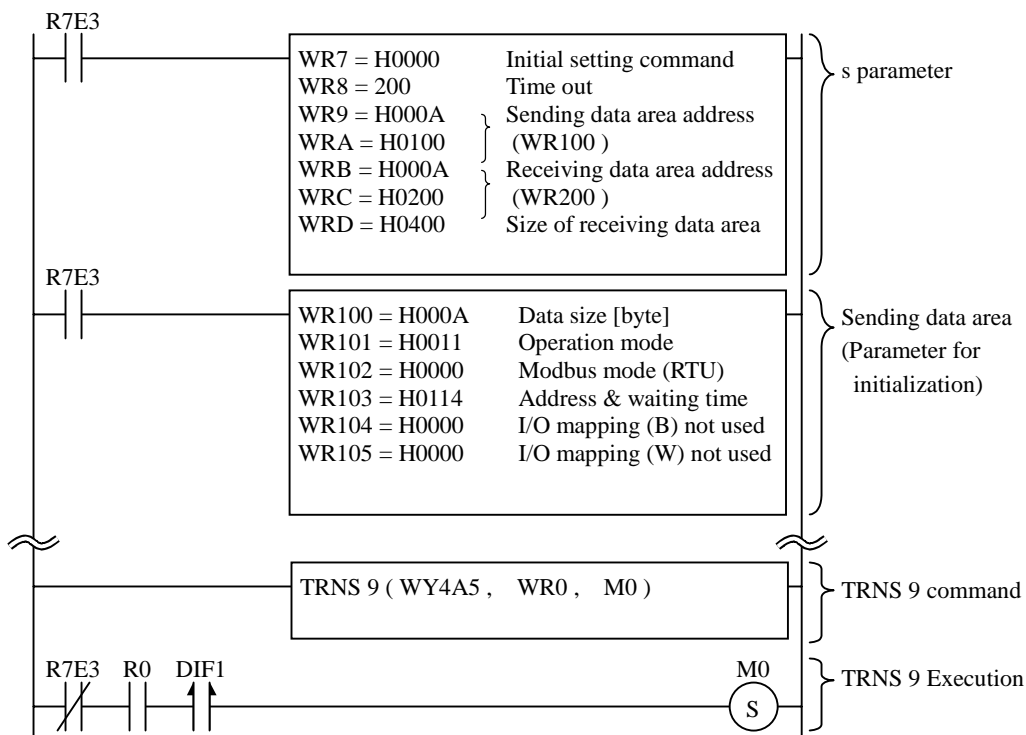 R7E3
WR7 = H0000 Initial setting command
WR8 = 200 Time out
WR9 = H000A Sending data area address
WRA = H0100 (WR100 )
WRB = H000A Receiving data area address
WRC = H0200 (WR200 )
WRD = H0400 Size of receiving data area
s parameter
R7E3
WR100 = H000A Data size [byte]
WR101 = H0011 Operation mode
WR102 = H0000 Modbus mode (RTU)
WR103 = H0114 Address & waiting time
WR104 = H0000 I/O mapping (B) not used
WR105 = H0000 I/O mapping (W) not used
Sending data area
(Parameter for
initialization)
TRNS 9 ( WY4A5 , WR0 , M0 )
TRNS 9 command
R7E3 R0 DIF1 M0
S
TRNS 9 Execution